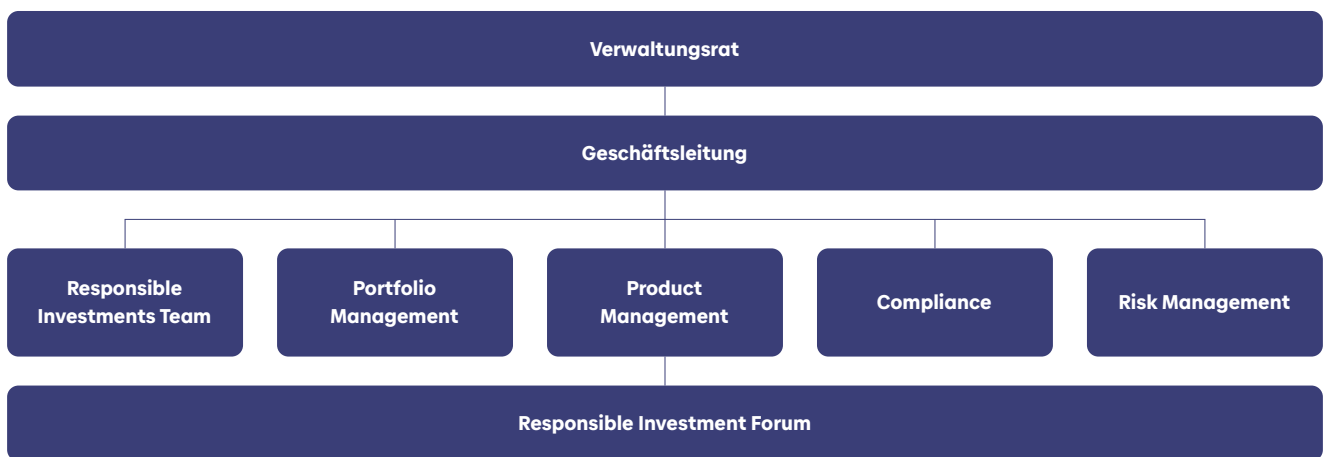 Verwaltungsrat
Geschäftsleitung
Responsible
Investments Team
Portfolio
Management
Product
Management
Compliance
Risk Management
Responsible Investment Forum